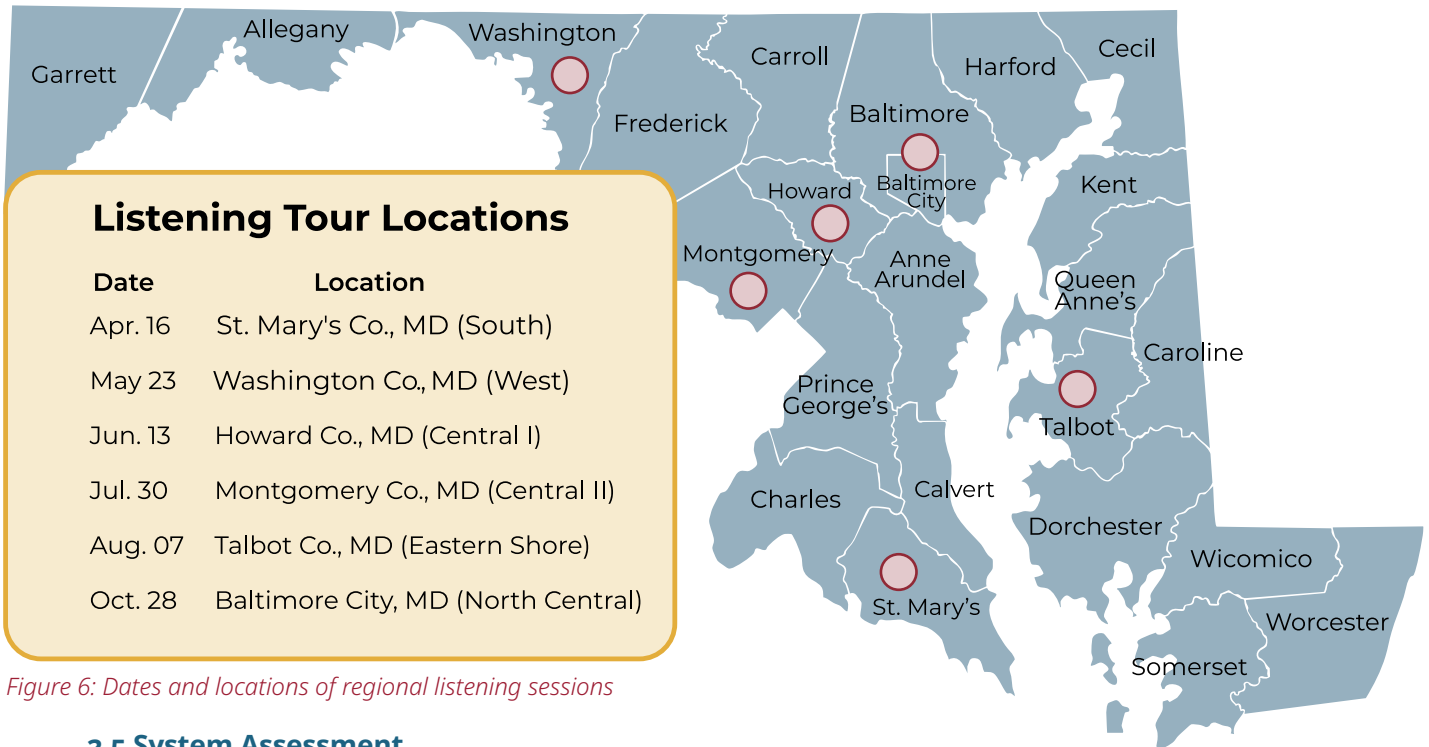 Allegany
Washington
Garrett
Carroll
Cecil
Harford
Frederick
Baltimore
Baltimore
City
Howard
Kent
Montgomery
Anne
Arundel
Queen
Anne’s
Caroline
Prince
George’s
Talbot
Charles
Calvert
Dorchester
Wicomico
St. Mary’s
Worcester
Somerset
Listening Tour Locations
Date Location
Apr. 16 St. Mary's Co., MD (South)
May 23 Washington Co., MD (West)
Jun. 13 Howard Co., MD (Central I)
Jul. 30 Montgomery Co., MD (Central II)
Aug. 07 Talbot Co., MD (Eastern Shore)
Oct. 28 Baltimore City, MD (North Central)
Figure 6: Dates and locations of regional listening sessions
System Assessment